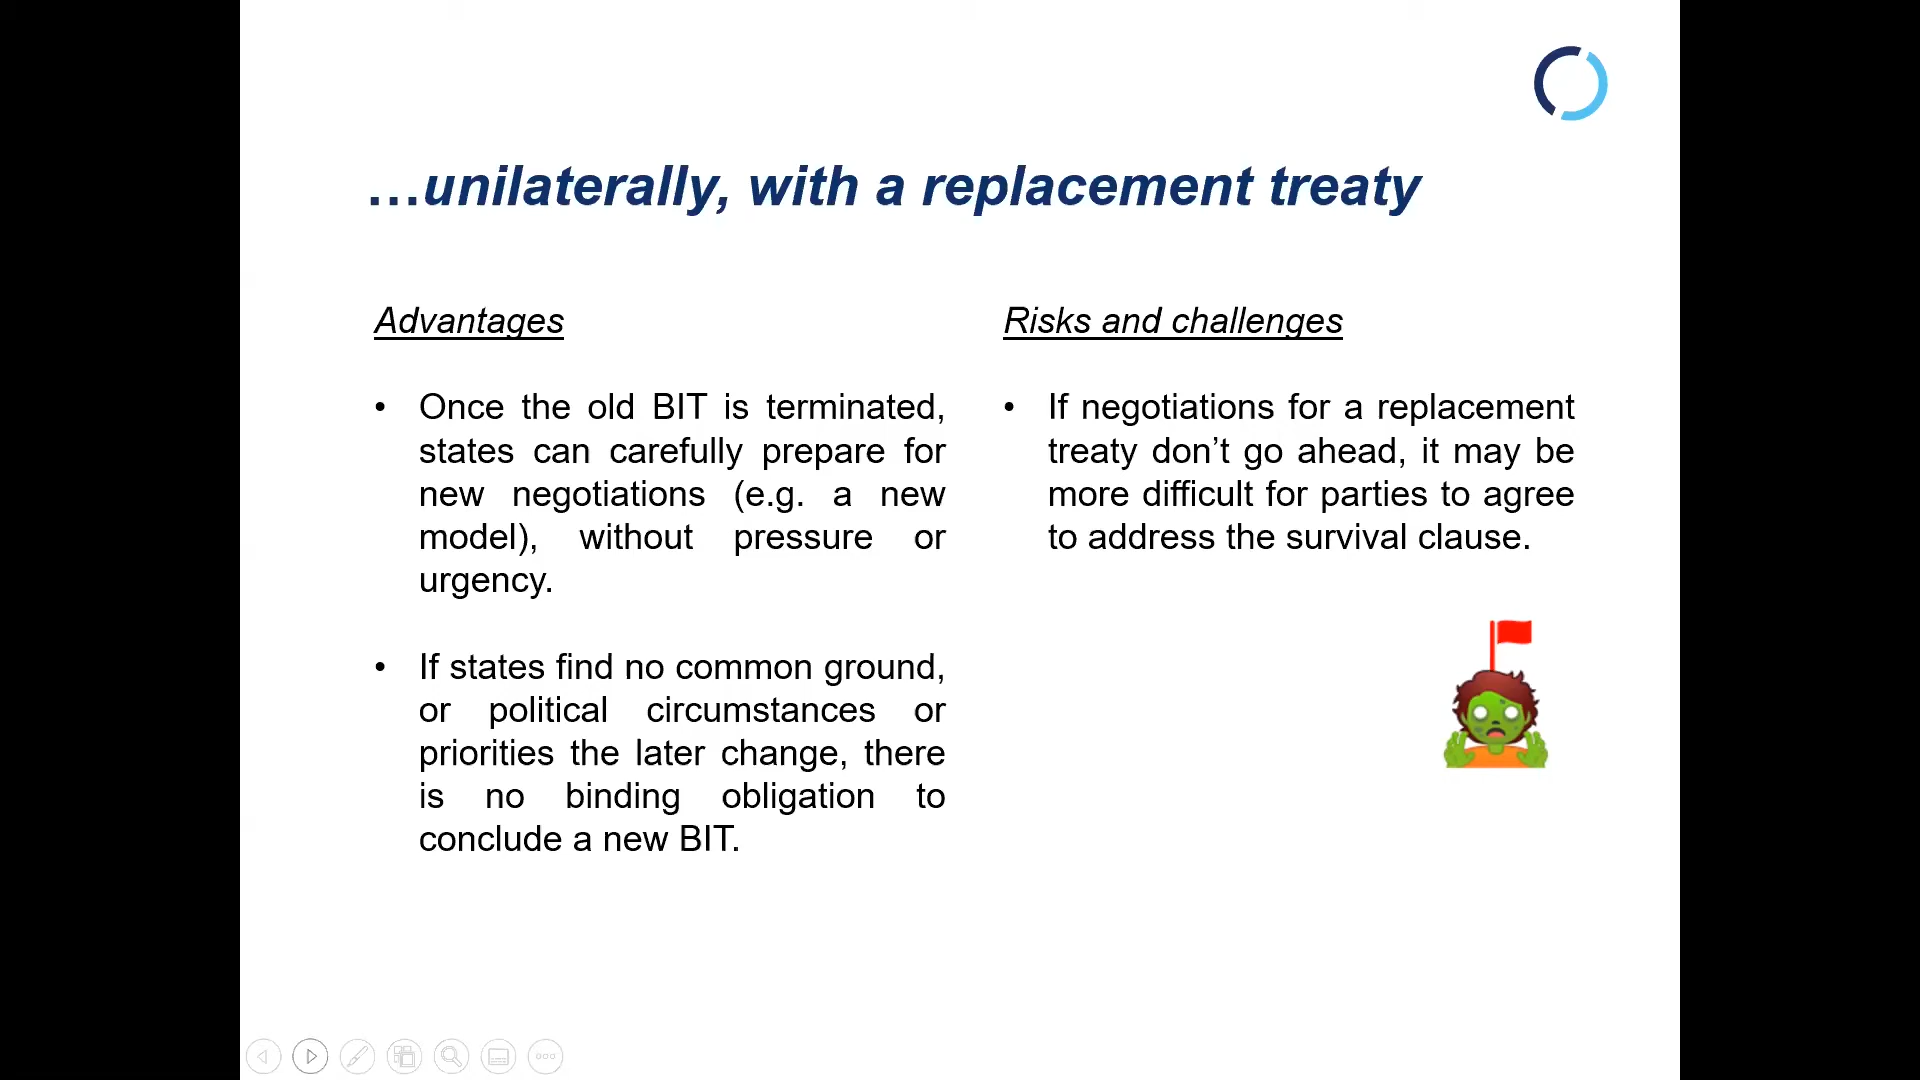 …unilaterally, with a replacement treaty
Advantages
• Once the old BIT is terminated,
states can carefully prepare for
new negotiations (e.g. a new
model), without pressure or
urgency.
• If states find no common ground,
or political circumstances or
priorities the later change, there
is no binding obligation to
conclude a new BIT.
Risks and challenges
• If negotiations for a replacement
treaty don’t go ahead, it may be
more difficult for parties to agree
to address the survival clause.